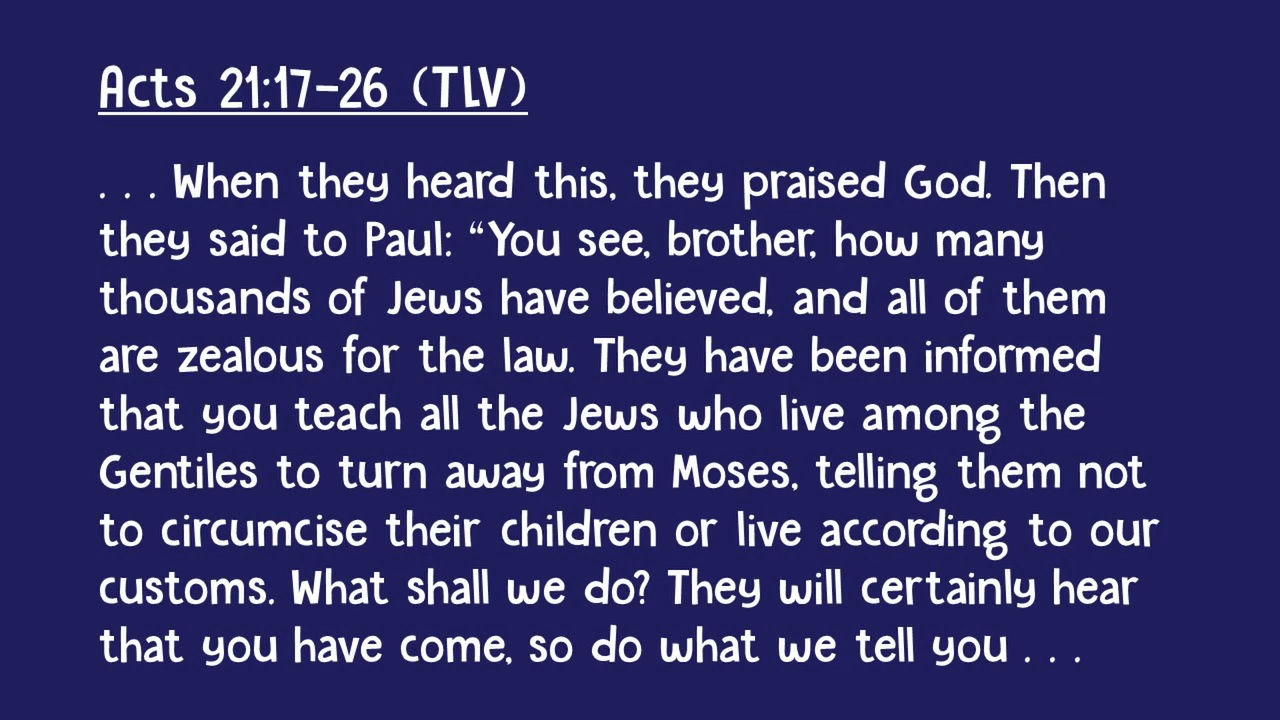 Acts 21:17-26 (TLV)
. . . When they heard this, they praised God. Then
they said to Paul: “You see, brother, how many
thousands of Jews have believed, and all of them
are zealous for the law. They have been informed
that you teach all the Jews who live among the
Gentiles to turn away from Moses, telling them not
to circumcise their children or live according to our
customs. What shall we do? They will certainly hear
that you have come, so do what we tell you . . .